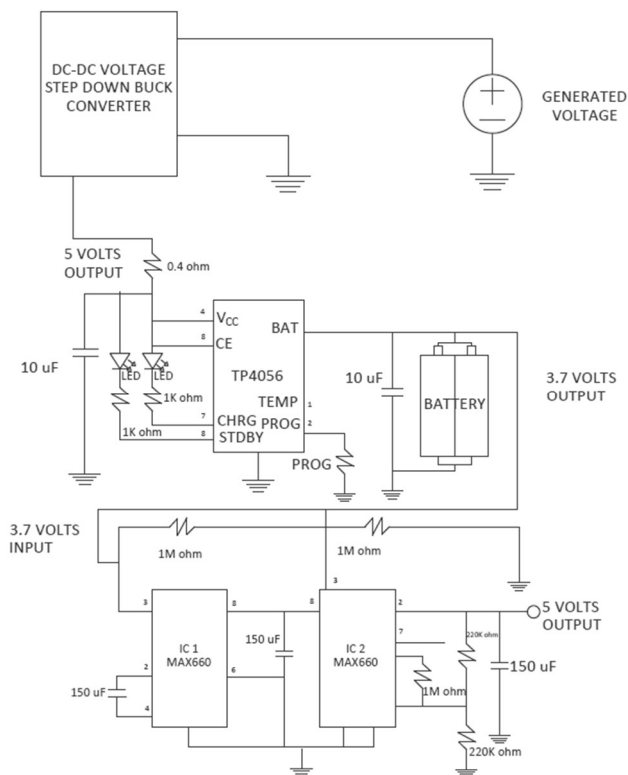 DC-DC VOLTAGE
STEP DOWN BUCK
CONVERTER
GENERATED
VOLTAGE
5 VOLTS
OUTPUT
0.4 ohm
10 uF
LED
LED
1K ohm
1K ohm
4
VCC
8
CE
BAT
TP4056
TEMP
1
7
CHRG
PROG
2
8
STDBY
PROG
10 uF
BATTERY
3.7 VOLTS
OUTPUT
3.7 VOLTS
INPUT
1M ohm
1M ohm
3
3
8
8
2
IC 1
MAX660
150 uF
6
2
4
150 uF
IC 2
MAX660
7
220K ohm
1M ohm
5 VOLTS
OUTPUT
150 uF
220K ohm